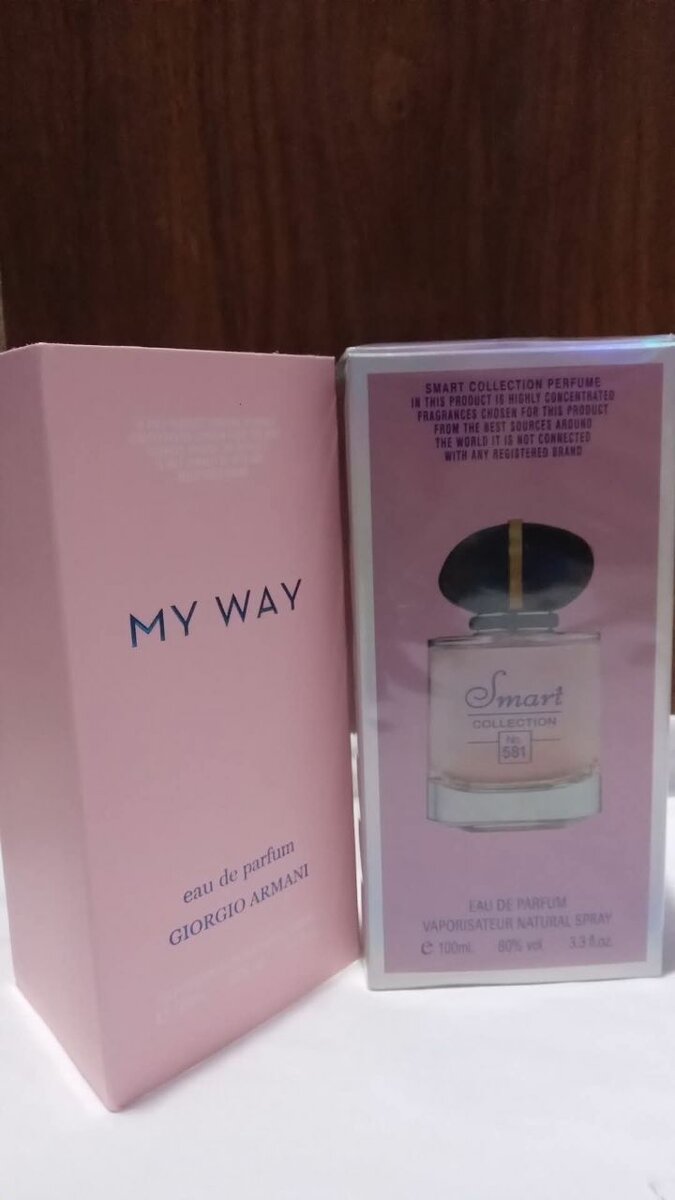 MY WAY
eau de parfum
GIORGIO ARMANI
SMART COLLECTION PERFUME
IN THIS PRODUCT IS HIGHLY CONCENTRATED
FRAGRANCES CHOSEN FOR THIS PRODUCT
FROM THE BEST SOURCES AROUND
THE WORLD IT IS NOT CONNECTED
WITH ANY REGISTERED BRAND
Smart
COLLECTION
No.
581
EAU DE PARFUM
VAPORISATEUR NATURAL SPRAY
e 100ml. 80% vol 3.3 fl.oz.